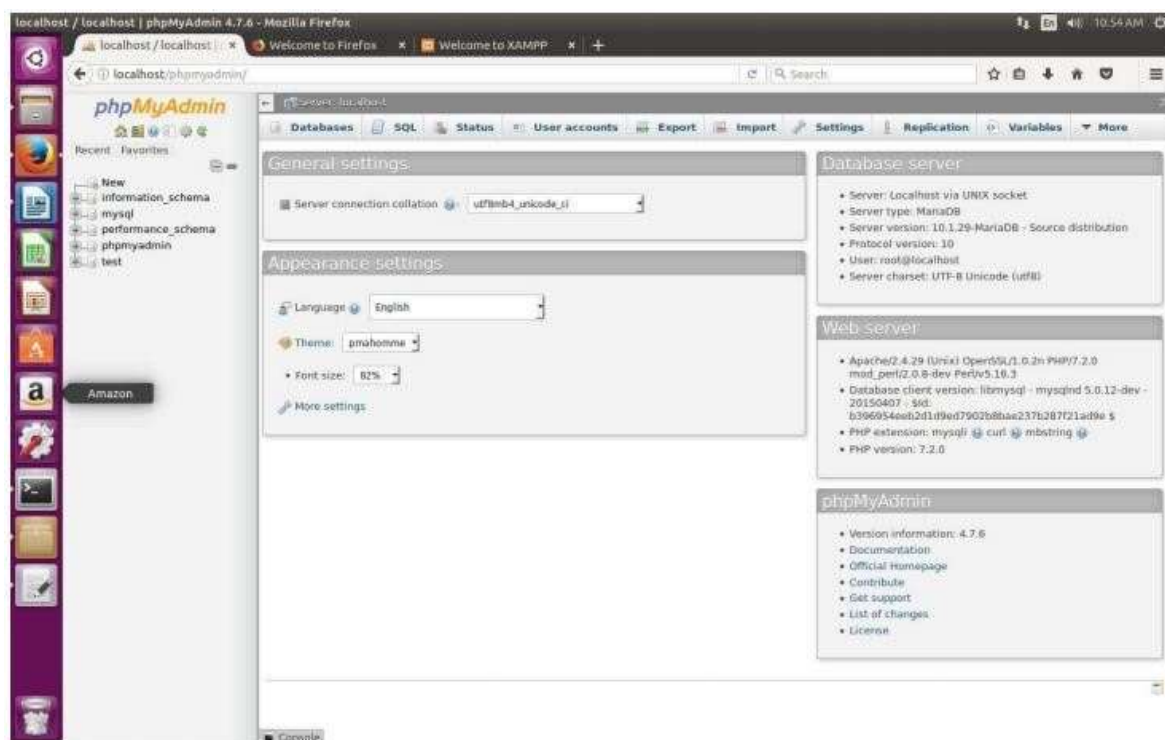 localhost / localhost | phpMyAdmin 4.7.6 - Mozilla Firefox
En 10:54 AM
localhost / localhost | Welcome to Firefox Welcome to XAMPP
localhost/phpmyadmin/ Search
phpMyAdmin
Recent Favorites
New
information_schema
mysql
performance_schema
phpmyadmin
test
Amazon
Server: localhost
Databases SQL Status User accounts Export Import Settings Replication Variables More
General settings
Server connection collation utf8mb4_unicode_ci
Appearance settings
Language English
Theme: pmahomme
• Font size: 82%
More settings
Database server
• Server: Localhost via UNIX socket
• Server type: MariaDB
• Server version: 10.1.29-MariaDB - Source distribution
• Protocol version: 10
• User: root@localhost
• Server charset: UTF-8 Unicode (utf8)
Web server
• Apache/2.4.29 (Unix) OpenSSL/1.0.2n PHP/7.2.0
mod_perl/2.0.8-dev Perl/v5.16.3
• Database client version: libmysql - mysqlnd 5.0.12-dev -
20150407 - $Id:
$
• PHP extension: mysqli curl mbstring
• PHP version: 7.2.0
phpMyAdmin
• Version information: 4.7.6
• Documentation
• Official Homepage
• Contribute
• Get support
• List of changes
• License
Console